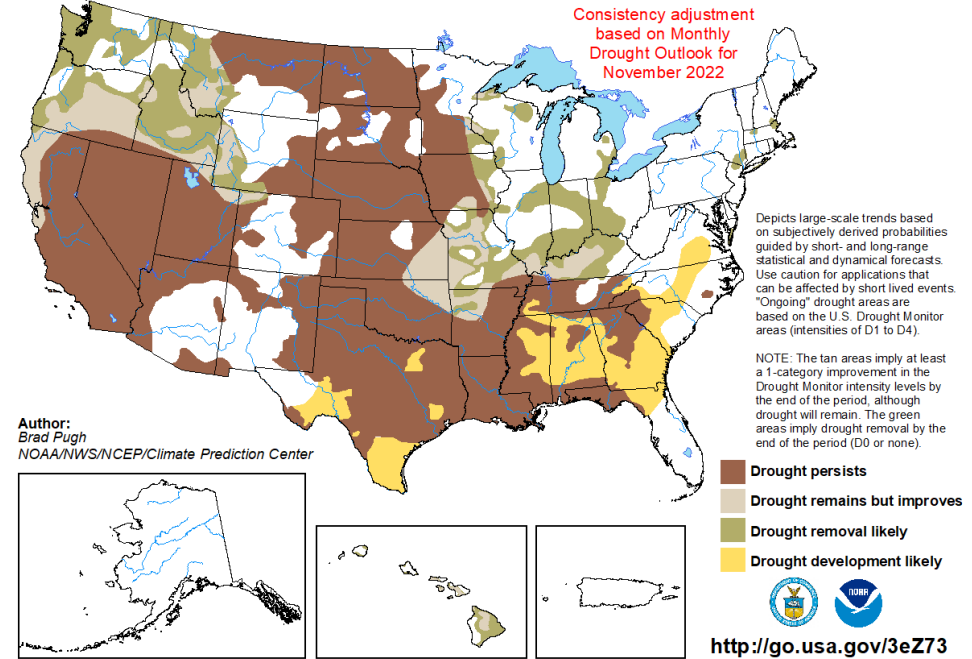 Consistency adjustment
based on Monthly
Drought Outlook for
November 2022
Depicts large-scale trends based
on subjectively derived probabilities
guided by short- and long-range
statistical and dynamical forecasts.
Use caution for applications that
can be affected by short lived events.
"Ongoing" drought areas are
based on the U.S. Drought Monitor
areas (intensities of D1 to D4).
NOTE: The tan areas imply at least
a 1-category improvement in the
Drought Monitor intensity levels by
the end of the period, although
drought will remain. The green
areas imply drought removal by the
end of the period (D0 or none).
Author:
Brad Pugh
NOAA/NWS/NCEP/Climate Prediction Center
Drought persists
Drought remains but improves
Drought removal likely
Drought development likely
NOAA
http://go.usa.gov/3eZ73